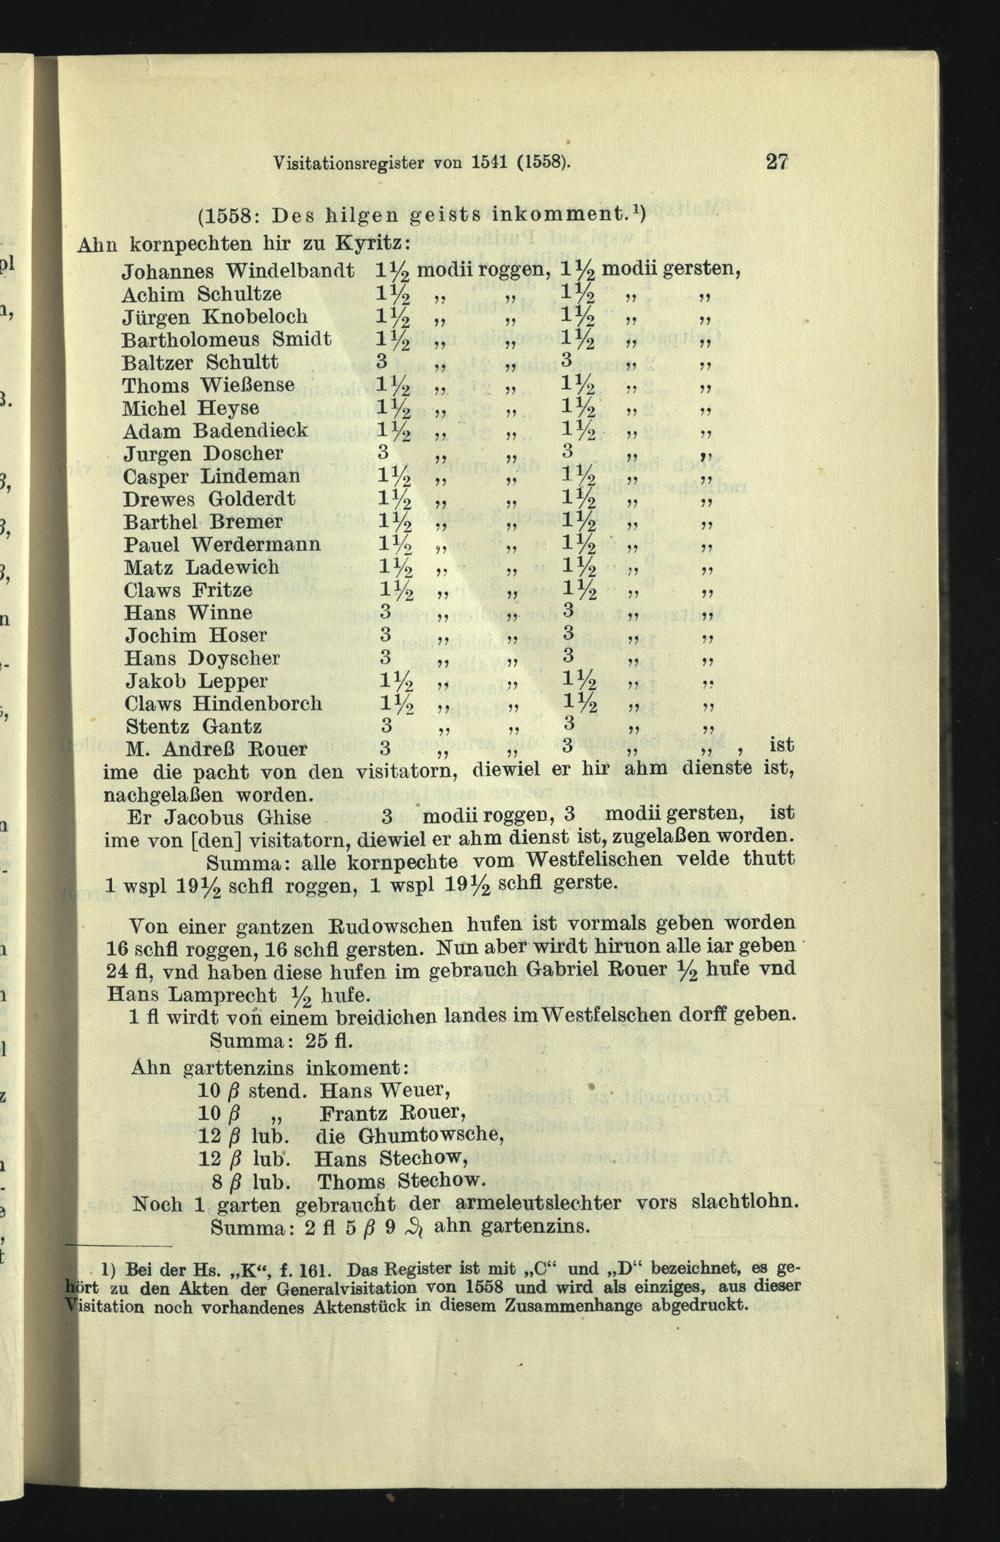 Visitationsregister von 1541 (1558). 27
(1558: Des hilgen geists inkomment.¹)
Ahn kornpechten hir zu Kyritz:
Johannes Windelbandt 1½ modii roggen, 1½ modii gersten,
Achim Schultze 1½ „ „ 1½ „ „
Jürgen Knobeloch 1½ „ „ 1½ „ „
Bartholomeus Smidt 1½ „ „ 1½ „ „
Baltzer Schultt 3 „ „ 3 „ „
Thoms Wießense 1½ „ „ 1½ „ „
Michel Heyse 1½ „ „ 1½ „ „
Adam Badendieck 1½ „ „ 1½ „ „
Jurgen Doscher 3 „ „ 3 „ „
Casper Lindeman 1½ „ „ 1½ „ „
Drewes Golderdt 1½ „ „ 1½ „ „
Barthel Bremer 1½ „ „ 1½ „ „
Pauel Werdermann 1½ „ „ 1½ „ „
Matz Ladewich 1½ „ „ 1½ „ „
Claws Fritze 1½ „ „ 1½ „ „
Hans Winne 3 „ „ 3 „ „
Jochim Hoser 3 „ „ 3 „ „
Hans Doyscher 3 „ „ 3 „ „
Jakob Lepper 1½ „ „ 1½ „ „
Claws Hindenborch 1½ „ „ 1½ „ „
Stentz Gantz 3 „ „ 3 „ „
M. Andreß Rouer 3 „ „ 3 „ „ , ist
ime die pacht von den visitatorn, diewiel er hir ahm dienste ist,
nachgelaßen worden.
Er Jacobus Ghise 3 modii roggen, 3 modii gersten, ist
ime von [den] visitatorn, diewiel er ahm dienst ist, zugelaßen worden.
Summa: alle kornpechte vom Westfelischen velde thutt
1 wspl 19½ schfl roggen, 1 wspl 19½ schfl gerste.
Von einer gantzen Rudowschen hufen ist vormals geben worden
16 schfl roggen, 16 schfl gersten. Nun aber wirdt hiruon alle iar geben
24 fl, vnd haben diese hufen im gebrauch Gabriel Rouer ½ hufe vnd
Hans Lamprecht ½ hufe.
1 fl wirdt von einem breidichen landes im Westfelschen dorff geben.
Summa: 25 fl.
Ahn garttenzins inkoment:
10 β stend. Hans Weuer,
10 β „ Frantz Rouer,
12 β lub. die Ghumtowsche,
12 β lub. Hans Stechow,
8 β lub. Thoms Stechow.
Noch 1 garten gebraucht der armeleutslechter vors slachtlohn.
Summa: 2 fl 5 β 9 ₰ ahn gartenzins.
1) Bei der Hs. „K“, f. 161. Das Register ist mit „C“ und „D“ bezeichnet, es ge-
hört zu den Akten der Generalvisitation von 1558 und wird als einziges, aus dieser
Visitation noch vorhandenes Aktenstück in diesem Zusammenhange abgedruckt.